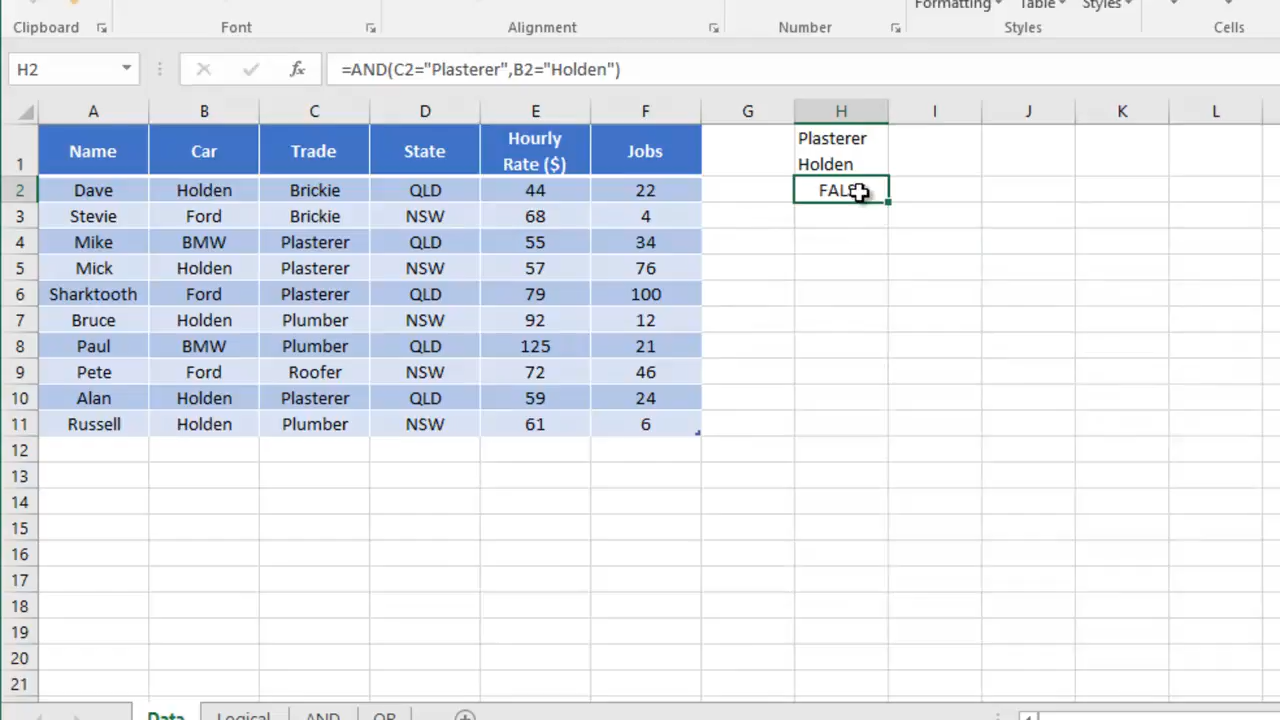 Formatting Table Styles
Clipboard Font Alignment Number Styles Cells
H2 fx =AND(C2="Plasterer",B2="Holden")
A B C D E F G H I J K L
1 Name Car Trade State Hourly Rate ($) Jobs Plasterer Holden
2 Dave Holden Brickie QLD 44 22
3 Stevie Ford Brickie NSW 68 4
4 Mike BMW Plasterer QLD 55 34
5 Mick Holden Plasterer NSW 57 76
6 Sharktooth Ford Plasterer QLD 79 100
7 Bruce Holden Plumber NSW 92 12
8 Paul BMW Plumber QLD 125 21
9 Pete Ford Roofer NSW 72 46
10 Alan Holden Plasterer QLD 59 24
11 Russell Holden Plumber NSW 61 6
12
13
14
15
16
17
18
19
20
21
Data Logical AND OR